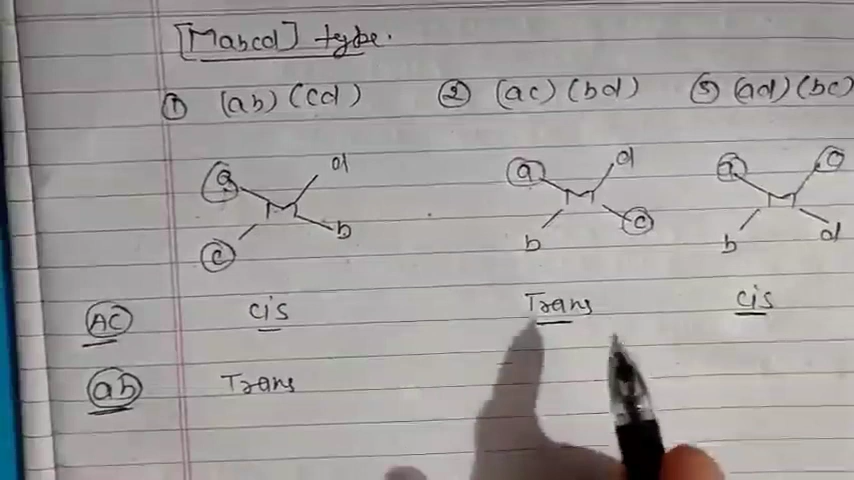 [Mabcd] type.
① (ab) (cd) ② (ac) (bd) ③ (ad) (bc)
a d a d a c
M M M
c b b c b d
AC cis Trans cis
ab Trans